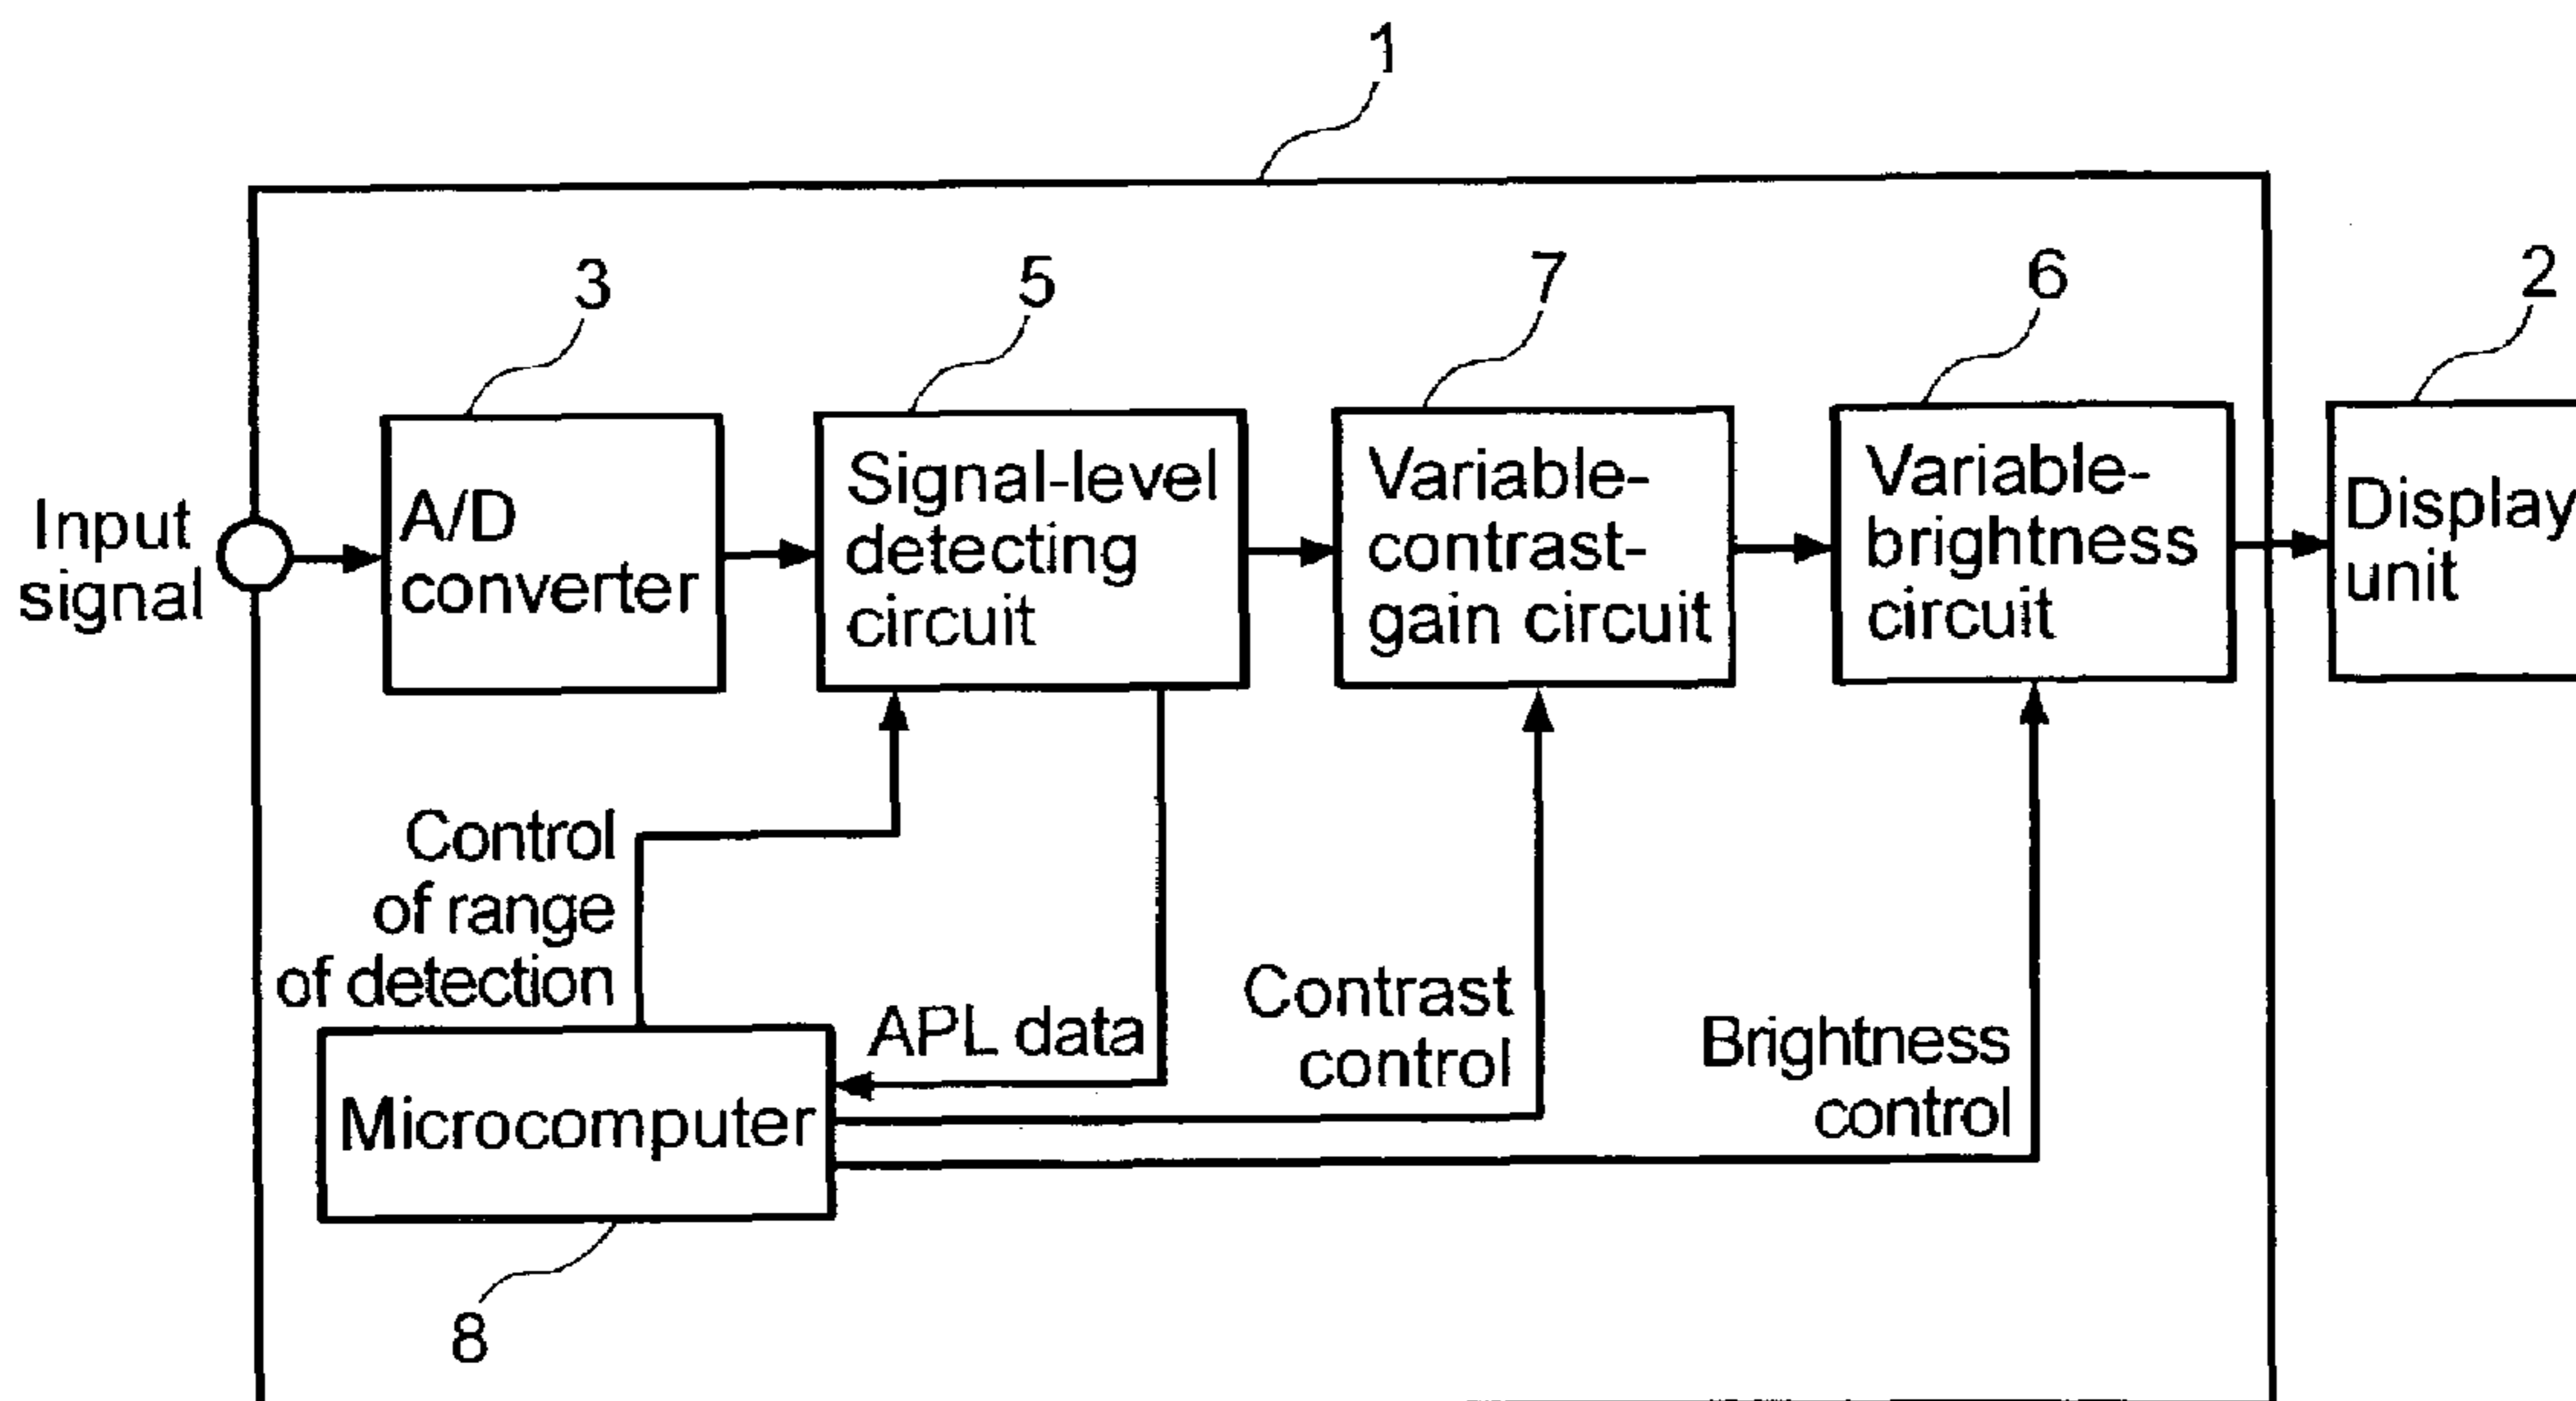 1
3
5
7
6
2
Input
signal
A/D
converter
Signal-level
detecting
circuit
Variable-
contrast-
gain circuit
Variable-
brightness
circuit
Display
unit
Control
of range
of detection
APL data
Contrast
control
Brightness
control
Microcomputer
8